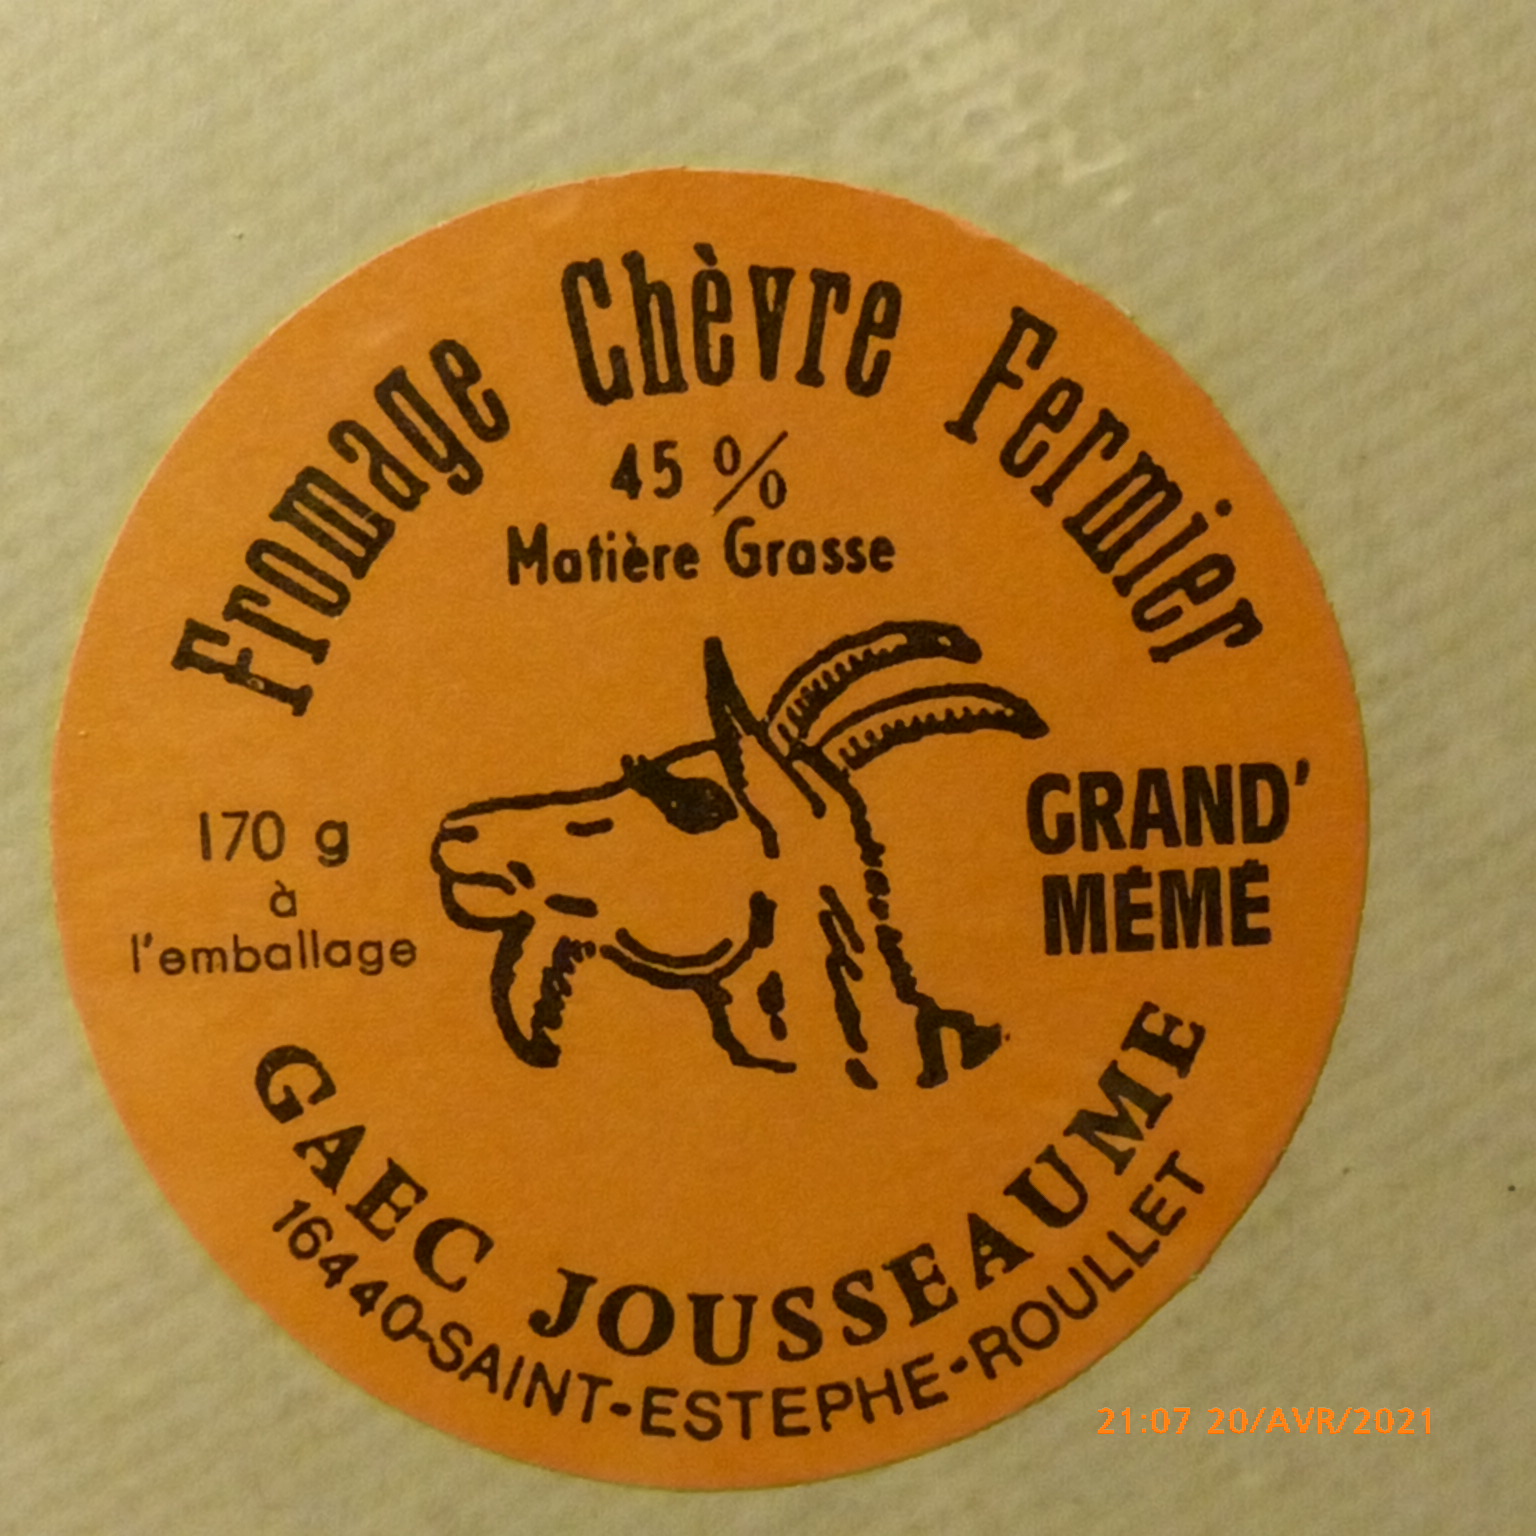 Fromage Chèvre Fermier
45 %
Matière Grasse
170 g
à
l'emballage
GRAND'
MÉMÉ
GAEC JOUSSEAUME
16440-SAINT-ESTEPHE-ROULLET
21:07 20/AVR/2021